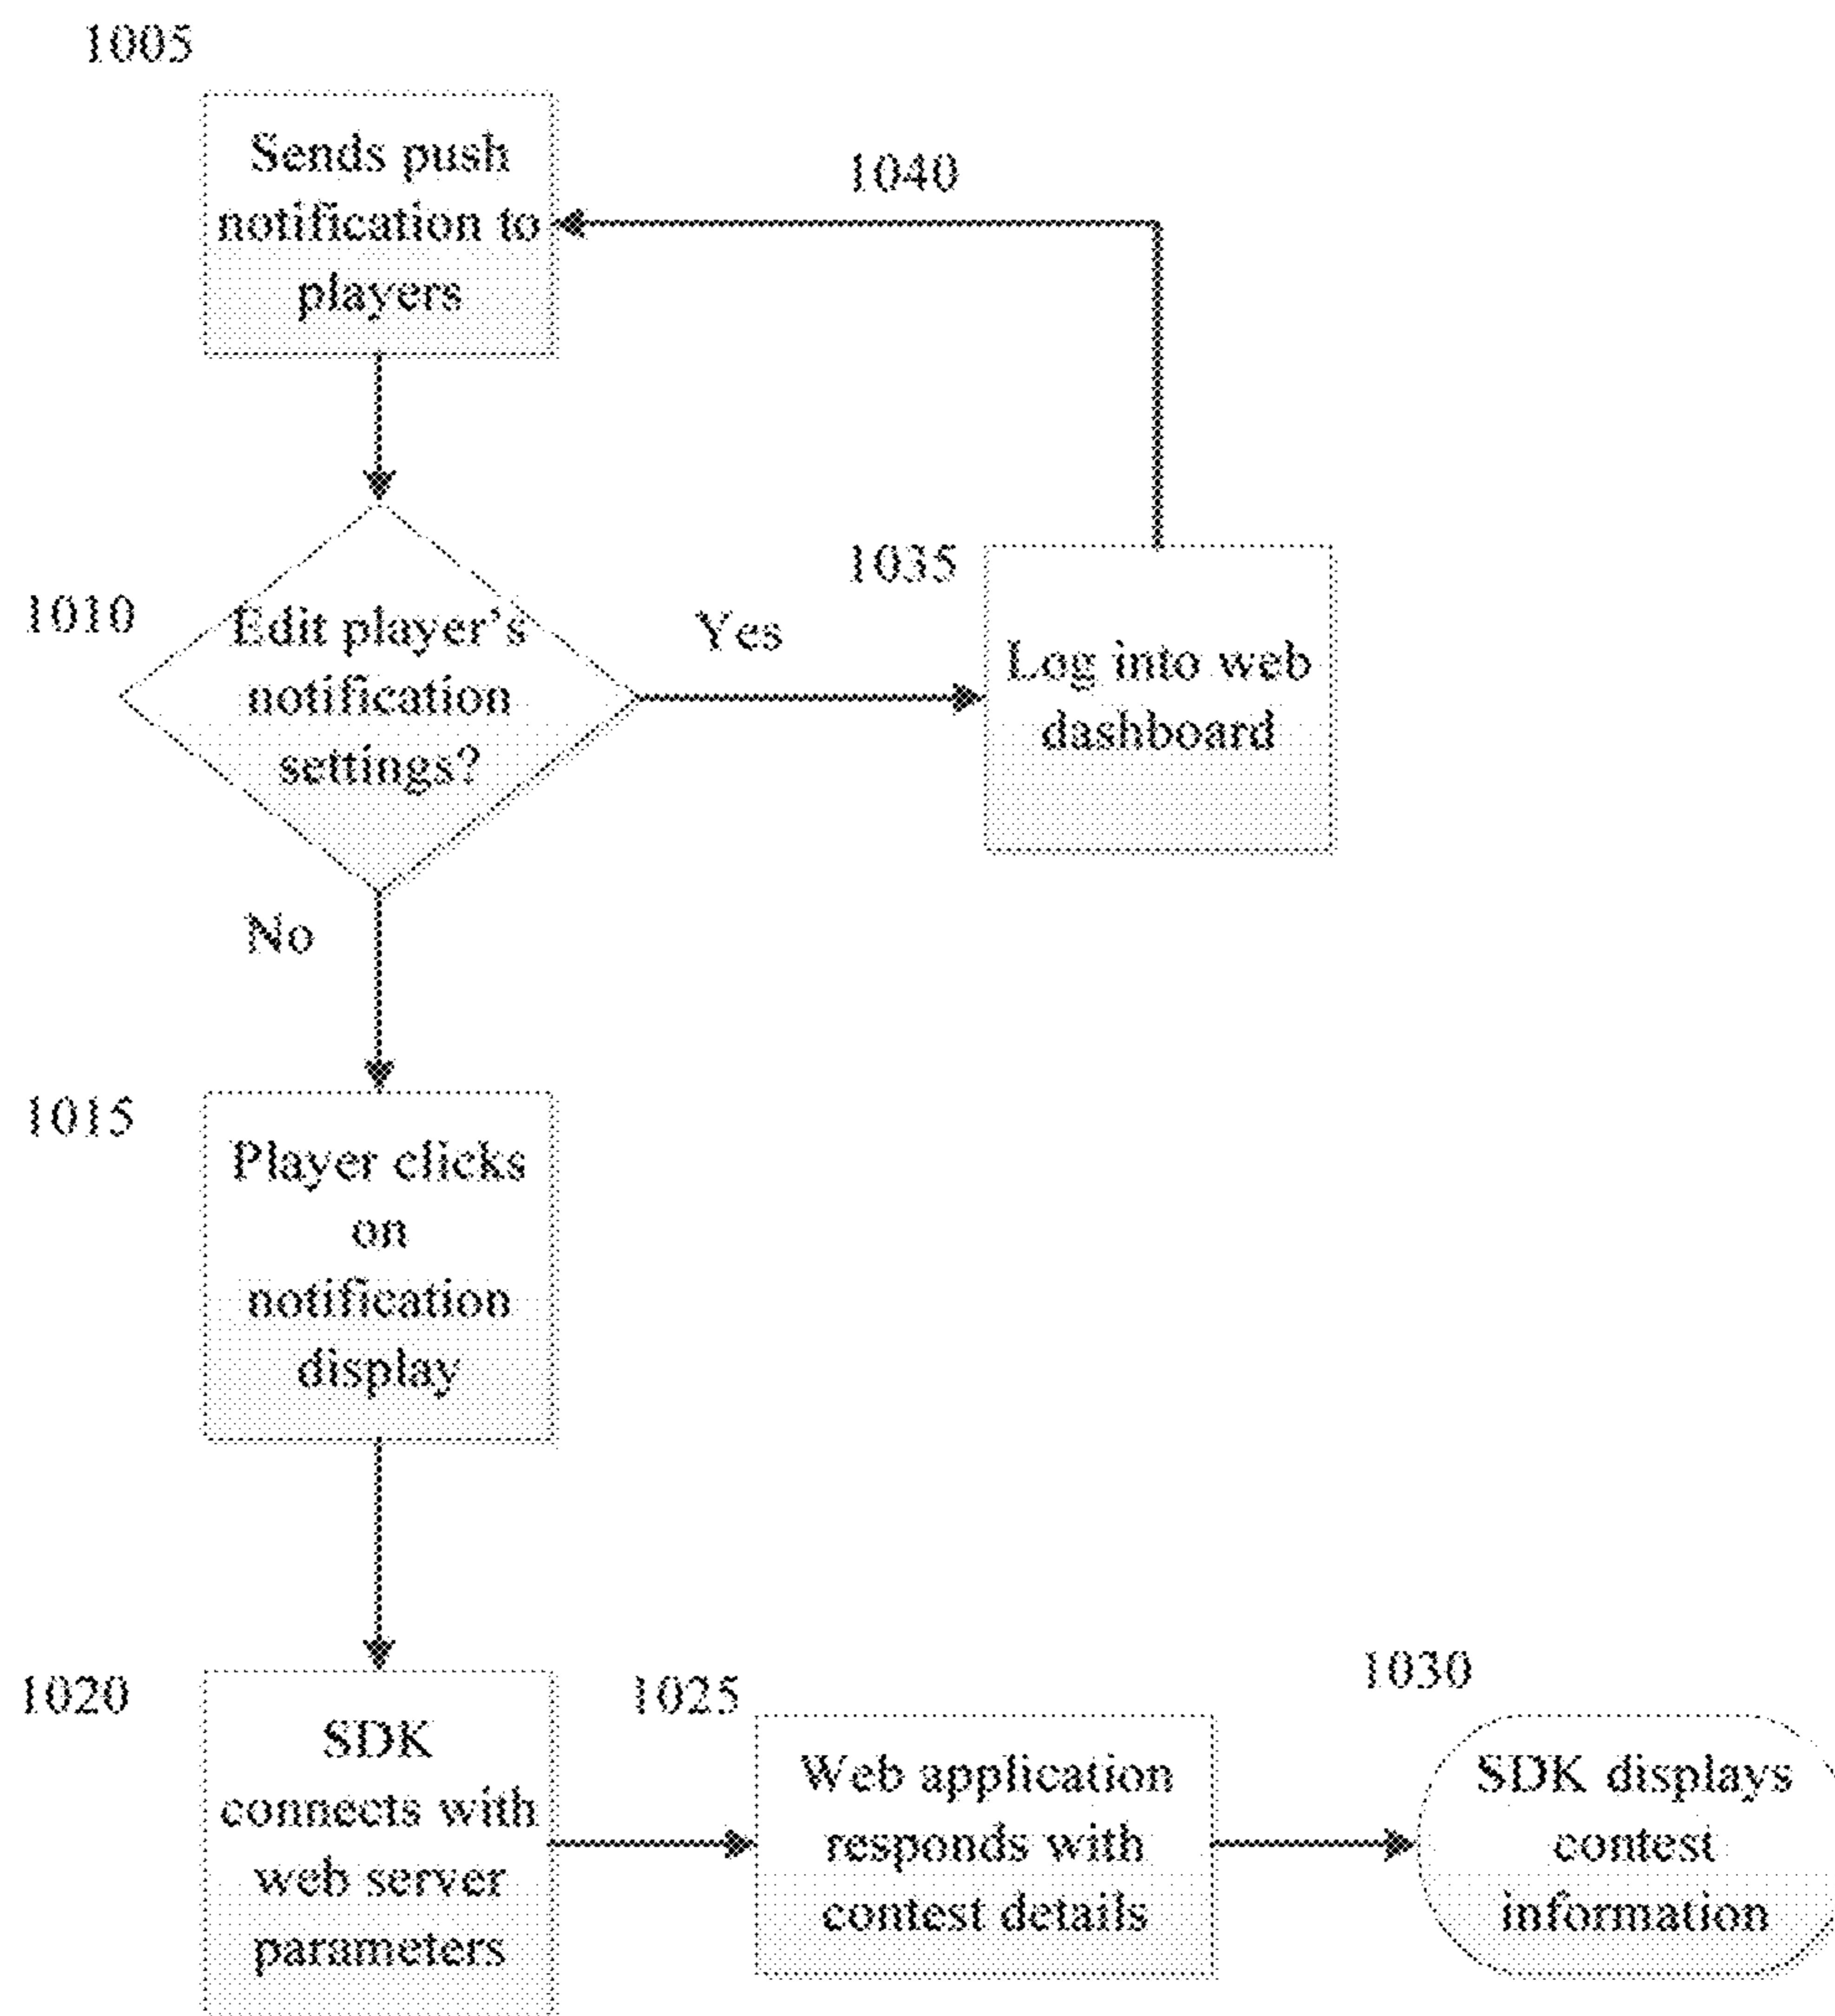 1005
Sends push
notification to
players
1040
1010
Edit player's
notification
settings?
Yes
1035
Log into web
dashboard
No
1015
Player clicks
on
notification
display
1020
SDK
connects with
web server
parameters
1025
Web application
responds with
contest details
1030
SDK displays
contest
information